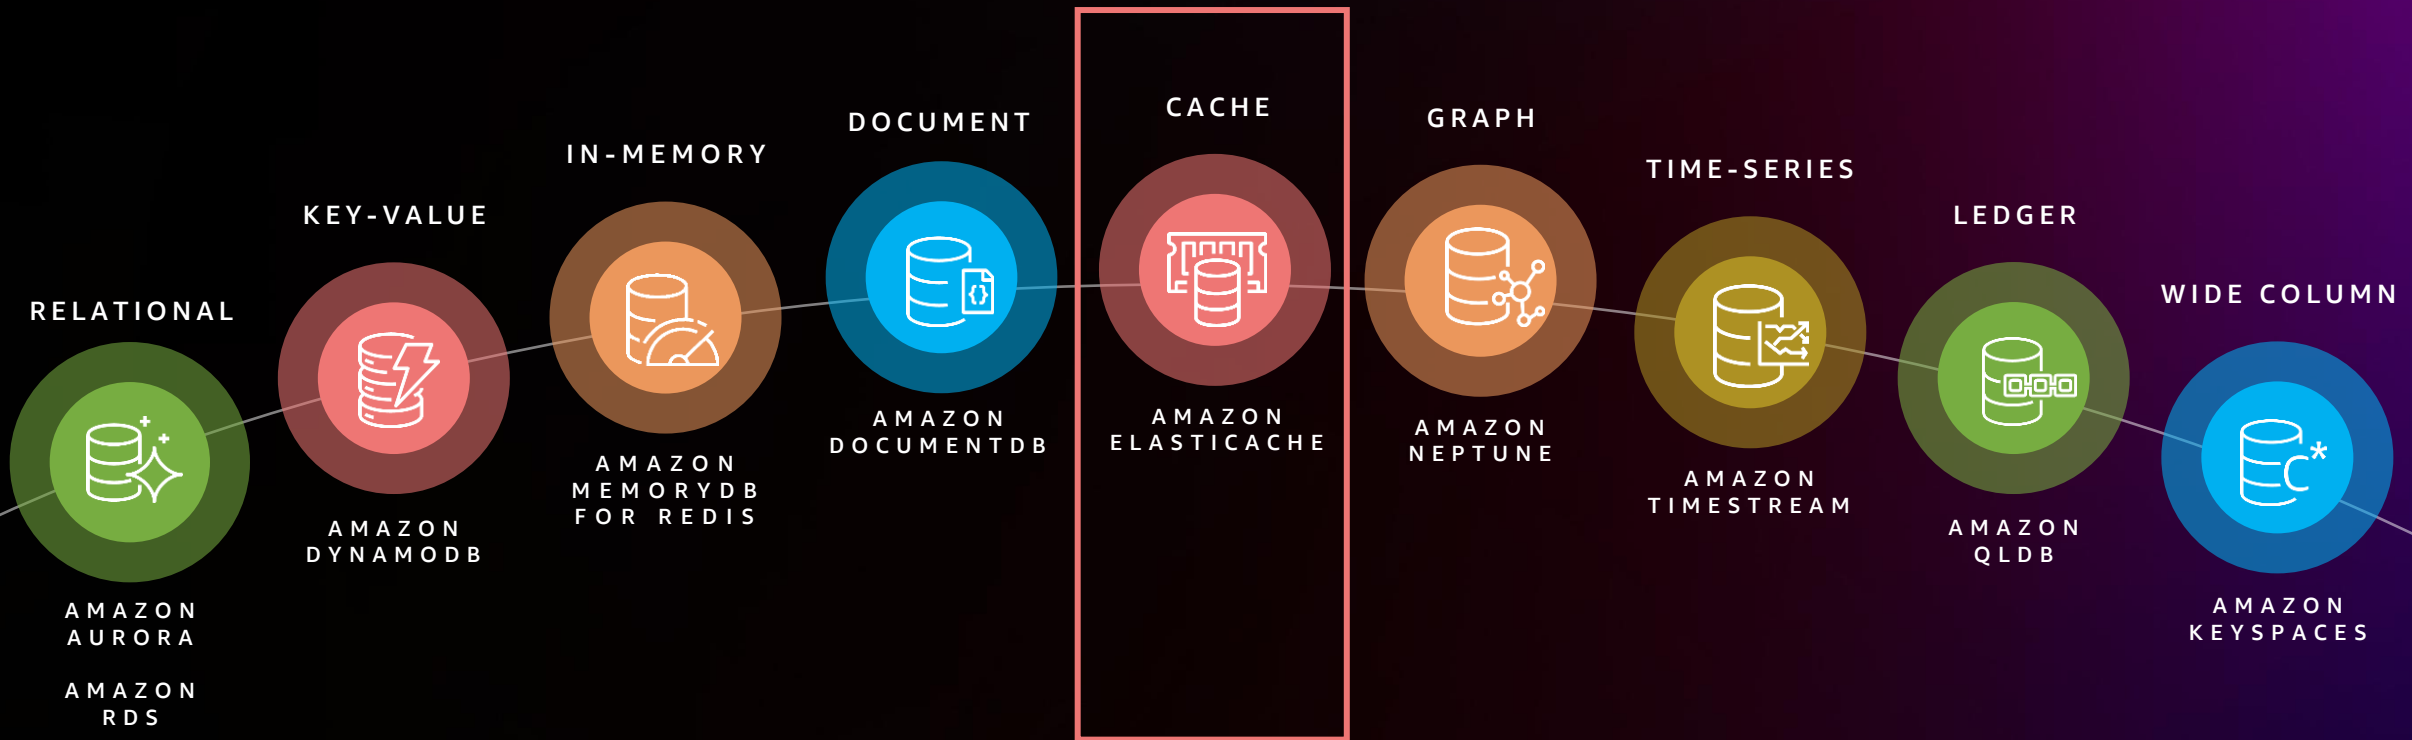 RELATIONAL
AMAZON
AURORA
AMAZON
RDS
KEY-VALUE
AMAZON
DYNAMODB
IN-MEMORY
AMAZON
MEMORYDB
FOR REDIS
DOCUMENT
{}
AMAZON
DOCUMENTDB
CACHE
AMAZON
ELASTICACHE
GRAPH
AMAZON
NEPTUNE
TIME-SERIES
AMAZON
TIMESTREAM
LEDGER
AMAZON
QLDB
WIDE COLUMN
C*
AMAZON
KEYSPACES